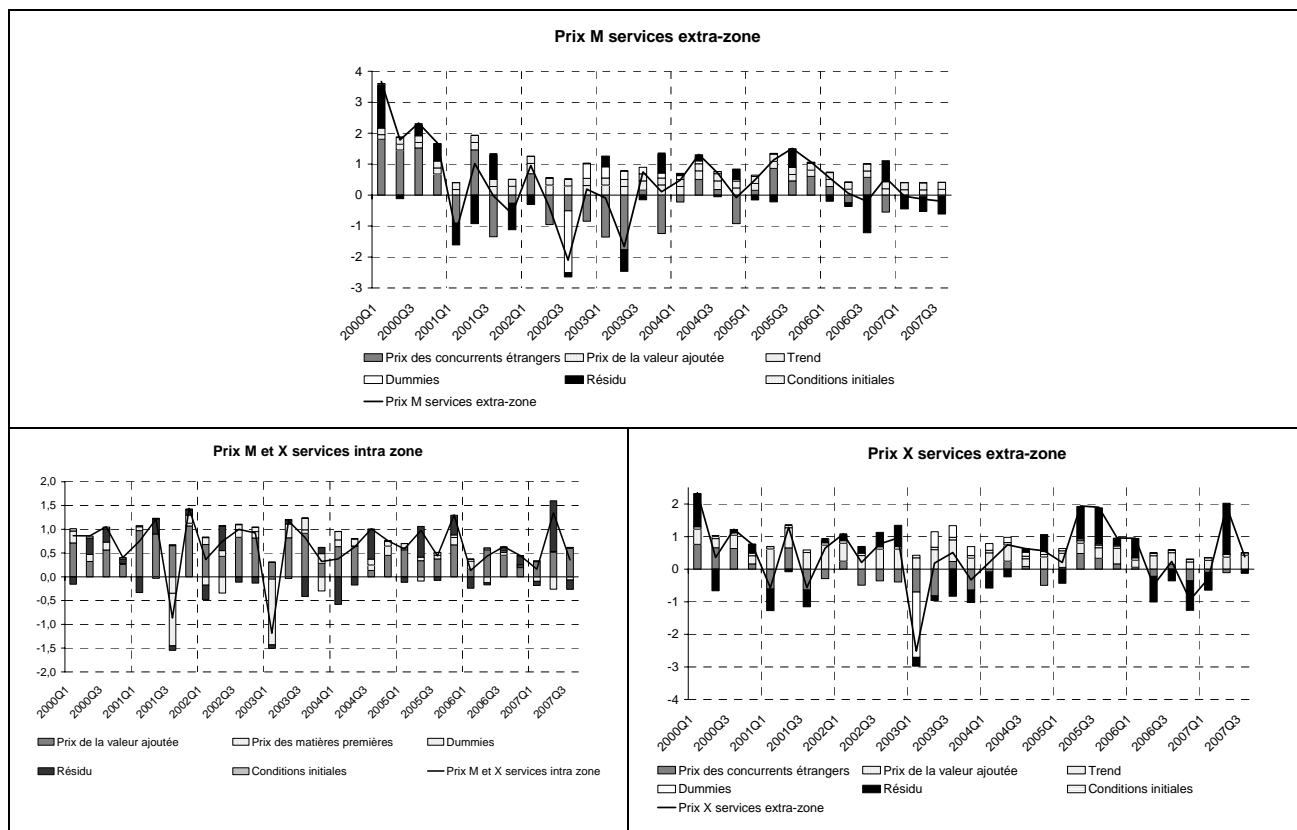 Prix M services extra-zone
4
3
2
1
0
-1
-2
-3
2000Q1 2000Q3 2001Q1 2001Q3 2002Q1 2002Q3 2003Q1 2003Q3 2004Q1 2004Q3 2005Q1 2005Q3 2006Q1 2006Q3 2007Q1 2007Q3
Prix des concurrents étrangers Prix de la valeur ajoutée Trend
Dummies Résidu Conditions initiales
Prix M services extra-zone
Prix M et X services intra zone
2,0
1,5
1,0
0,5
0,0
-0,5
-1,0
-1,5
-2,0
2000Q1 2000Q3 2001Q1 2001Q3 2002Q1 2002Q3 2003Q1 2003Q3 2004Q1 2004Q3 2005Q1 2005Q3 2006Q1 2006Q3 2007Q1 2007Q3
Prix de la valeur ajoutée Prix des matières premières Dummies
Résidu Conditions initiales Prix M et X services intra zone
Prix X services extra-zone
2
1
0
-1
-2
-3
-4
2000Q1 2000Q3 2001Q1 2001Q3 2002Q1 2002Q3 2003Q1 2003Q3 2004Q1 2004Q3 2005Q1 2005Q3 2006Q1 2006Q3 2007Q1 2007Q3
Prix des concurrents étrangers Prix de la valeur ajoutée Trend
Dummies Résidu Conditions initiales
Prix X services extra-zone